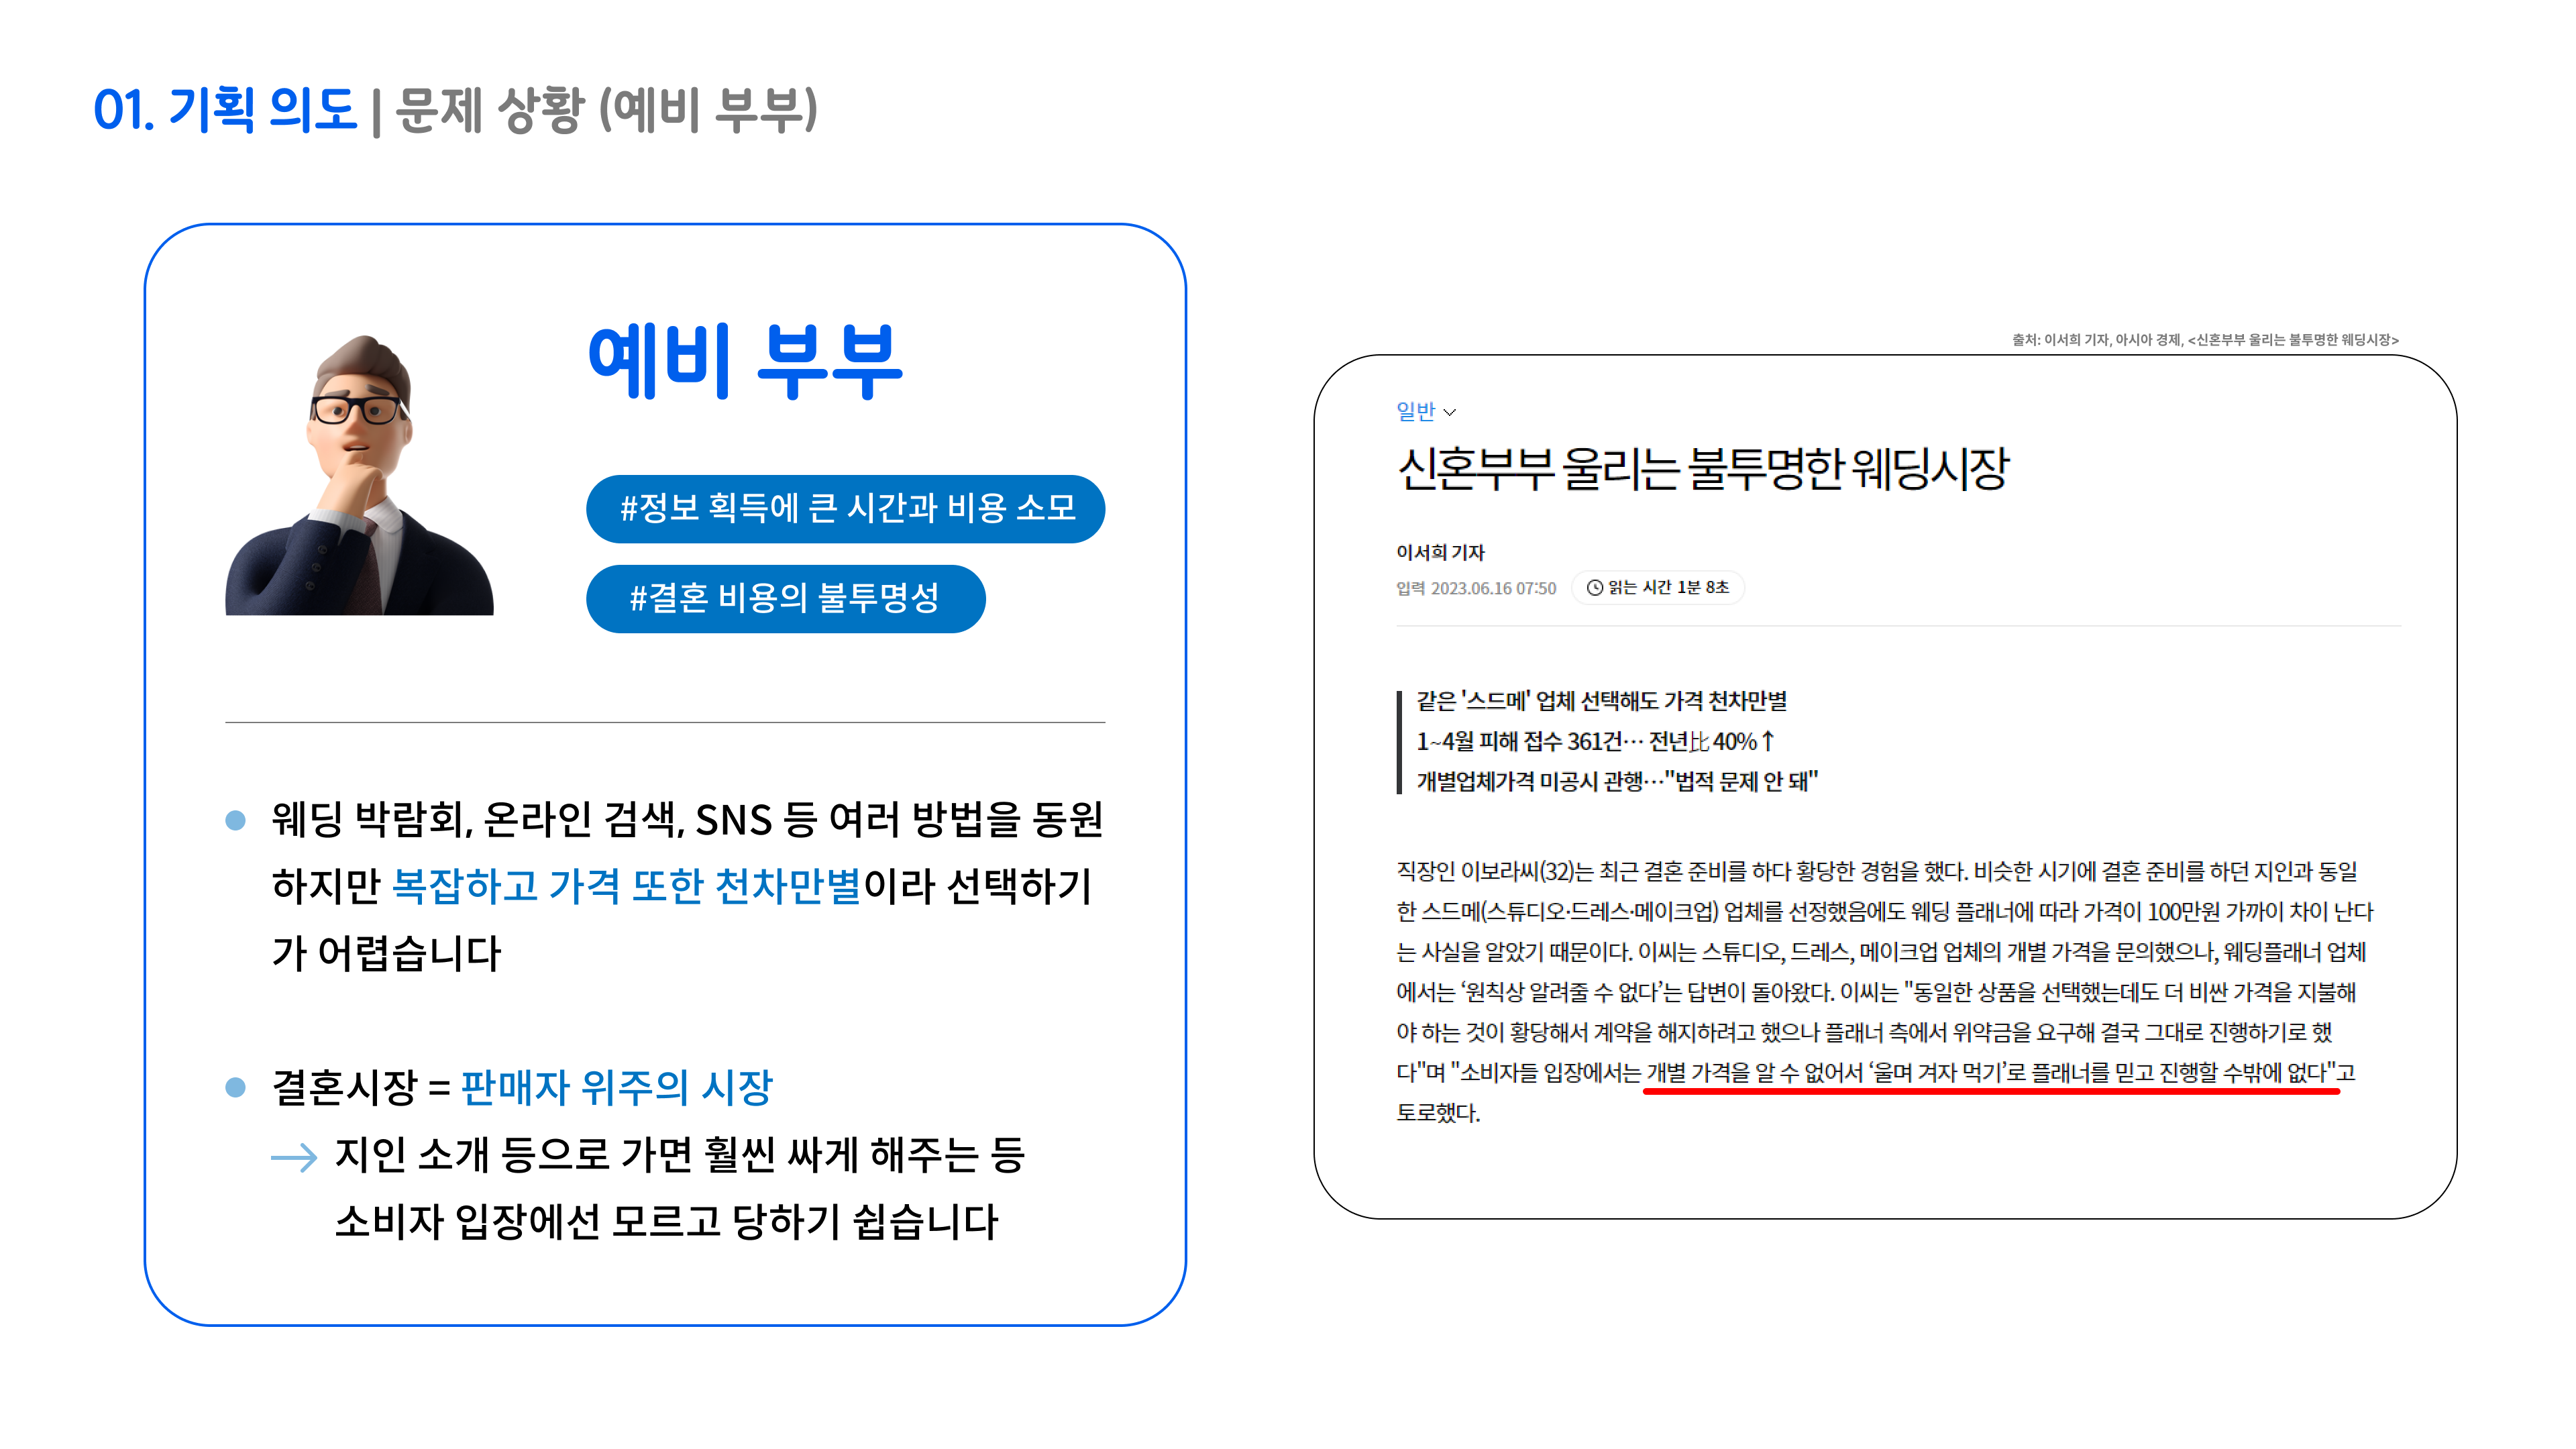 01. 기획 의도 | 문제 상황 (예비 부부)
예비 부부
#정보 획득에 큰 시간과 비용 소모
#결혼 비용의 불투명성
웨딩 박람회, 온라인 검색, SNS 등 여러 방법을 동원
하지만 복잡하고 가격 또한 천차만별이라 선택하기
가 어렵습니다
결혼시장 = 판매자 위주의 시장
→ 지인 소개 등으로 가면 훨씬 싸게 해주는 등
소비자 입장에선 모르고 당하기 쉽습니다
출처: 이서희 기자, 아시아 경제, <신혼부부 울리는 불투명한 웨딩시장>
일반
신혼부부 울리는 불투명한 웨딩시장
이서희 기자
입력 2023.06.16 07:50 읽는 시간 1분 8초
같은 '스드메' 업체 선택해도 가격 천차만별
1~4월 피해 접수 361건… 전년比 40%↑
개별업체가격 미공시 관행…"법적 문제 안 돼"
직장인 이보라씨(32)는 최근 결혼 준비를 하다 황당한 경험을 했다. 비슷한 시기에 결혼 준비를 하던 지인과 동일
한 스드메(스튜디오·드레스·메이크업) 업체를 선정했음에도 웨딩 플래너에 따라 가격이 100만원 가까이 차이 난다
는 사실을 알았기 때문이다. 이씨는 스튜디오, 드레스, 메이크업 업체의 개별 가격을 문의했으나, 웨딩플래너 업체
에서는 ‘원칙상 알려줄 수 없다’는 답변이 돌아왔다. 이씨는 "동일한 상품을 선택했는데도 더 비싼 가격을 지불해
야 하는 것이 황당해서 계약을 해지하려고 했으나 플래너 측에서 위약금을 요구해 결국 그대로 진행하기로 했
다"며 "소비자들 입장에서는 개별 가격을 알 수 없어서 ‘울며 겨자 먹기’로 플래너를 믿고 진행할 수밖에 없다"고
토로했다.